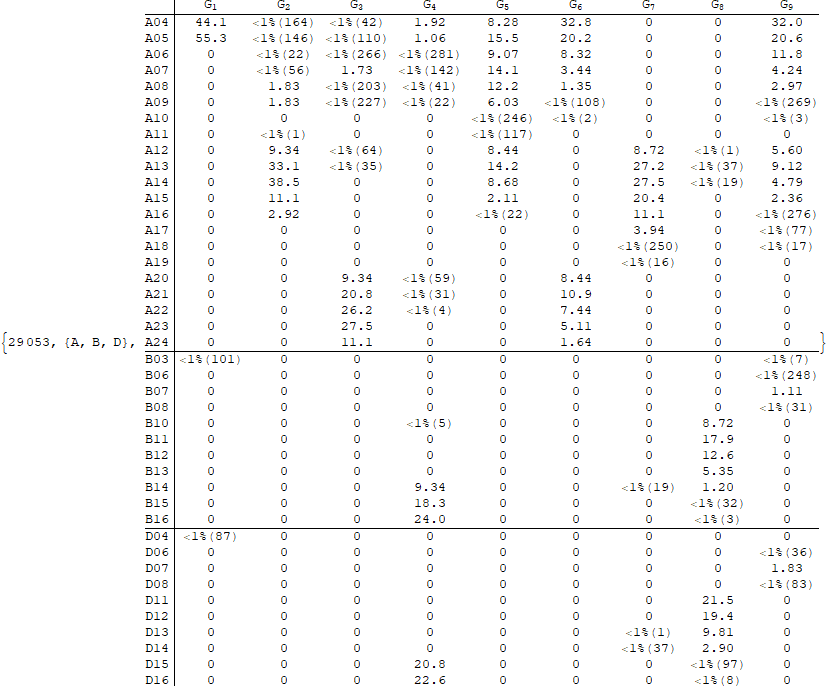 G1 G2 G3 G4 G5 G6 G7 G8 G9
A04 44.1 <1%(164) <1%(42) 1.92 8.28 32.8 0 0 32.0
A05 55.3 <1%(146) <1%(110) 1.06 15.5 20.2 0 0 20.6
A06 0 <1%(22) <1%(266) <1%(281) 9.07 8.32 0 0 11.8
A07 0 <1%(56) 1.73 <1%(142) 14.1 3.44 0 0 4.24
A08 0 1.83 <1%(203) <1%(41) 12.2 1.35 0 0 2.97
A09 0 1.83 <1%(227) <1%(22) 6.03 <1%(108) 0 0 <1%(269)
A10 0 0 0 0 <1%(246) <1%(2) 0 0 <1%(3)
A11 0 <1%(1) 0 0 <1%(117) 0 0 0 0
A12 0 9.34 <1%(64) 0 8.44 0 8.72 <1%(1) 5.60
A13 0 33.1 <1%(35) 0 14.2 0 27.2 <1%(37) 9.12
A14 0 38.5 0 0 8.68 0 27.5 <1%(19) 4.79
A15 0 11.1 0 0 2.11 0 20.4 0 2.36
A16 0 2.92 0 0 <1%(22) 0 11.1 0 <1%(276)
A17 0 0 0 0 0 0 3.94 0 <1%(77)
A18 0 0 0 0 0 0 <1%(250) 0 <1%(17)
A19 0 0 0 0 0 0 <1%(16) 0 0
A20 0 0 9.34 <1%(59) 0 8.44 0 0 0
A21 0 0 20.8 <1%(31) 0 10.9 0 0 0
A22 0 0 26.2 <1%(4) 0 7.44 0 0 0
A23 0 0 27.5 0 0 5.11 0 0 0
{29053, {A, B, D}, A24 0 0 11.1 0 0 1.64 0 0 0 }
B03 <1%(101) 0 0 0 0 0 0 0 <1%(7)
B06 0 0 0 0 0 0 0 0 <1%(248)
B07 0 0 0 0 0 0 0 0 1.11
B08 0 0 0 0 0 0 0 0 <1%(31)
B10 0 0 0 <1%(5) 0 0 0 8.72 0
B11 0 0 0 0 0 0 0 17.9 0
B12 0 0 0 0 0 0 0 12.6 0
B13 0 0 0 0 0 0 0 5.35 0
B14 0 0 0 9.34 0 0 <1%(19) 1.20 0
B15 0 0 0 18.3 0 0 0 <1%(32) 0
B16 0 0 0 24.0 0 0 0 <1%(3) 0
D04 <1%(87) 0 0 0 0 0 0 0 0
D06 0 0 0 0 0 0 0 0 <1%(36)
D07 0 0 0 0 0 0 0 0 1.83
D08 0 0 0 0 0 0 0 0 <1%(83)
D11 0 0 0 0 0 0 0 21.5 0
D12 0 0 0 0 0 0 0 19.4 0
D13 0 0 0 0 0 0 <1%(1) 9.81 0
D14 0 0 0 0 0 0 <1%(37) 2.90 0
D15 0 0 0 20.8 0 0 0 <1%(97) 0
D16 0 0 0 22.6 0 0 0 <1%(8) 0